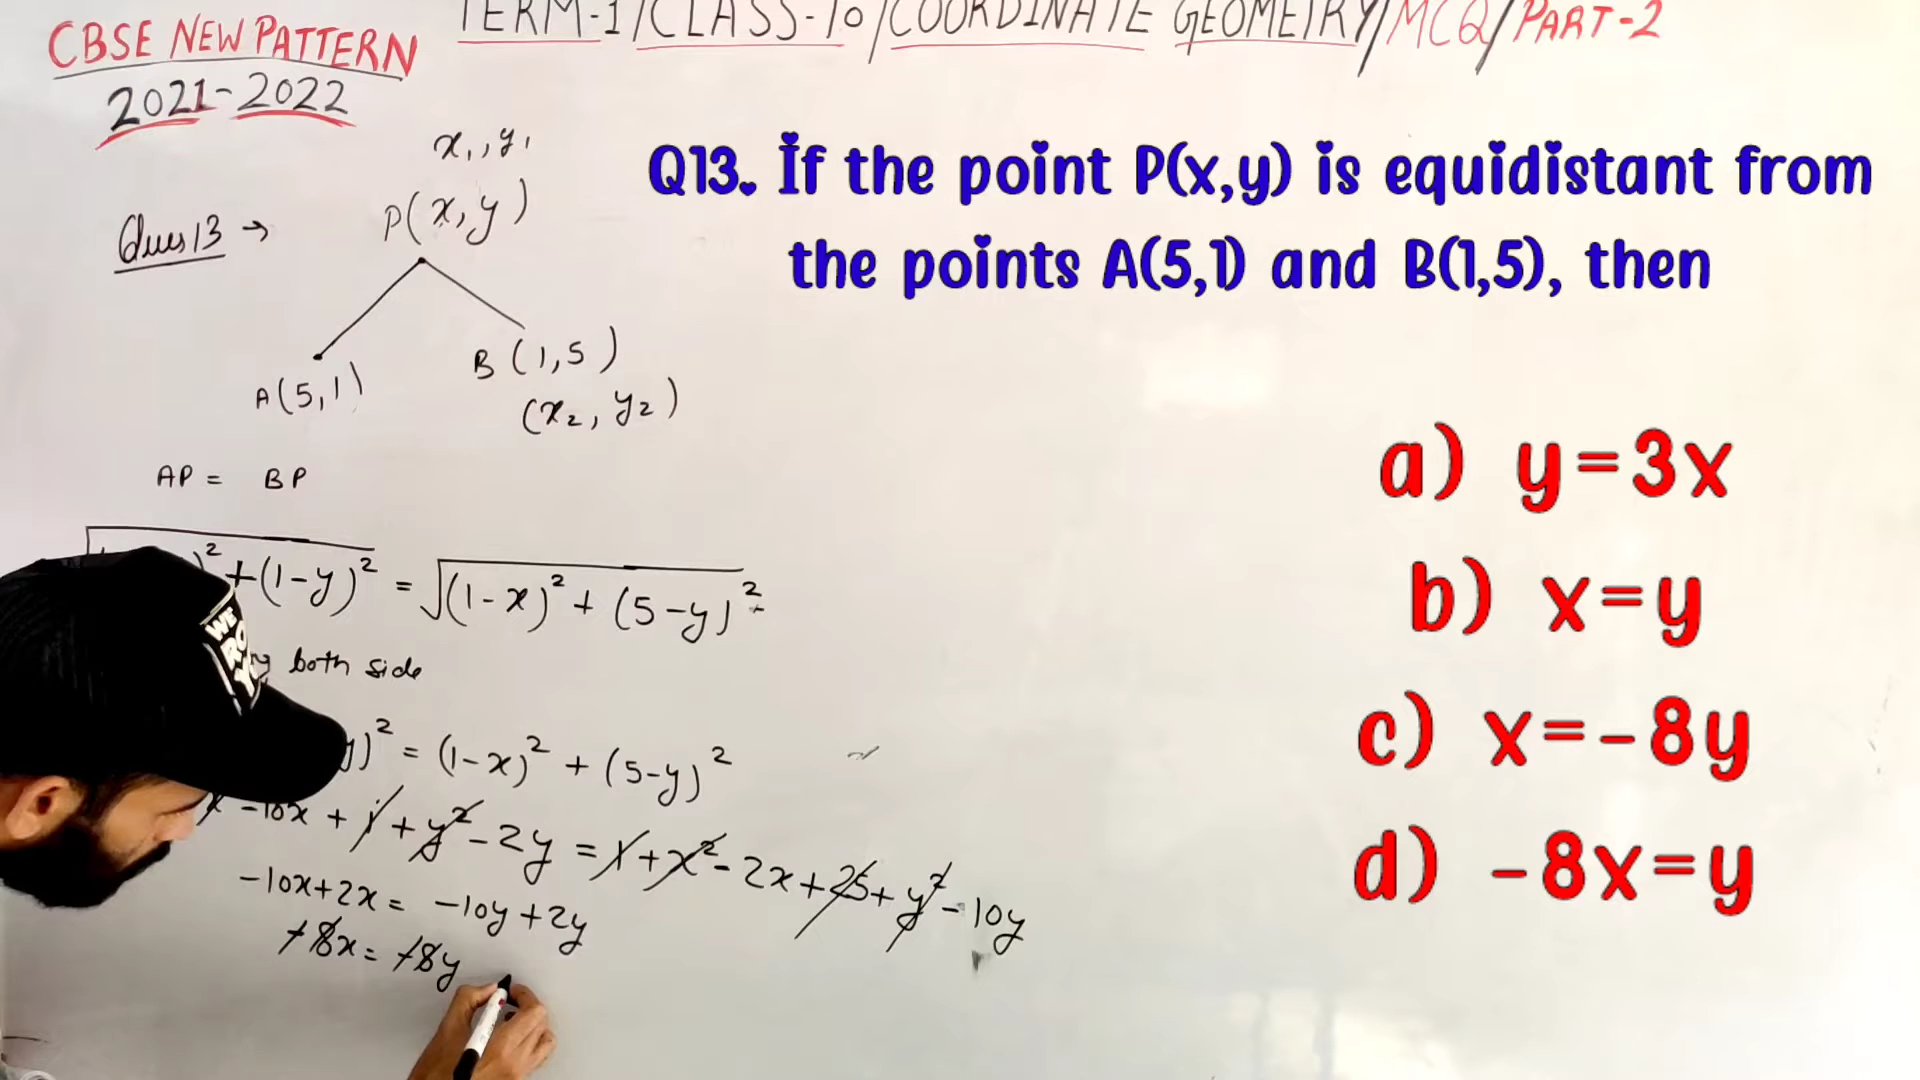 CBSE NEW PATTERN
2021-2022
TERM-1/CLASS-10/COORDINATE GEOMETRY/MCQ/PART-2
Q13. If the point P(x,y) is equidistant from
the points A(5,1) and B(1,5), then
a) y=3x
b) x=y
c) x=-8y
d) -8x=y
Ques 13 →
x₁, y₁
P(x,y)
A(5,1)
B(1,5)
(x₂, y₂)
AP = BP
)² +(1-y)² = √(1-x)² + (5-y)²
both side
y)² = (1-x)² + (5-y)²
-10x + 1 + y² - 2y = 1 + x² - 2x + 25 + y² - 10y
-10x+2x = -10y+2y
-8x = -8y
WE
RO
Y